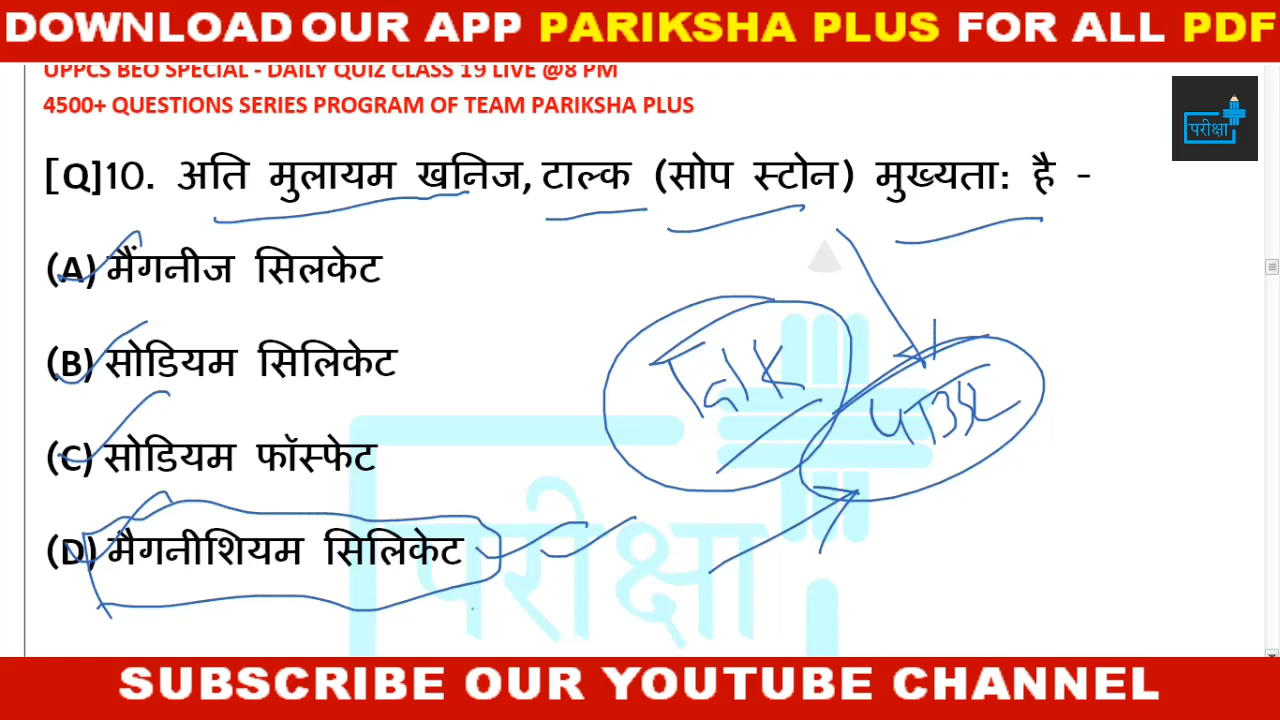 DOWNLOAD OUR APP PARIKSHA PLUS FOR ALL PDF
UPPCS BEO SPECIAL - DAILY QUIZ CLASS 19 LIVE @8 PM
4500+ QUESTIONS SERIES PROGRAM OF TEAM PARIKSHA PLUS
परीक्षा
[Q]10. अति मुलायम खनिज, टाल्क (सोप स्टोन) मुख्यताः है -
(A) मैंगनीज सिलकेट
(B) सोडियम सिलिकेट
(C) सोडियम फॉस्फेट
(D) मैगनीशियम सिलिकेट
परीक्षा
SUBSCRIBE OUR YOUTUBE CHANNEL